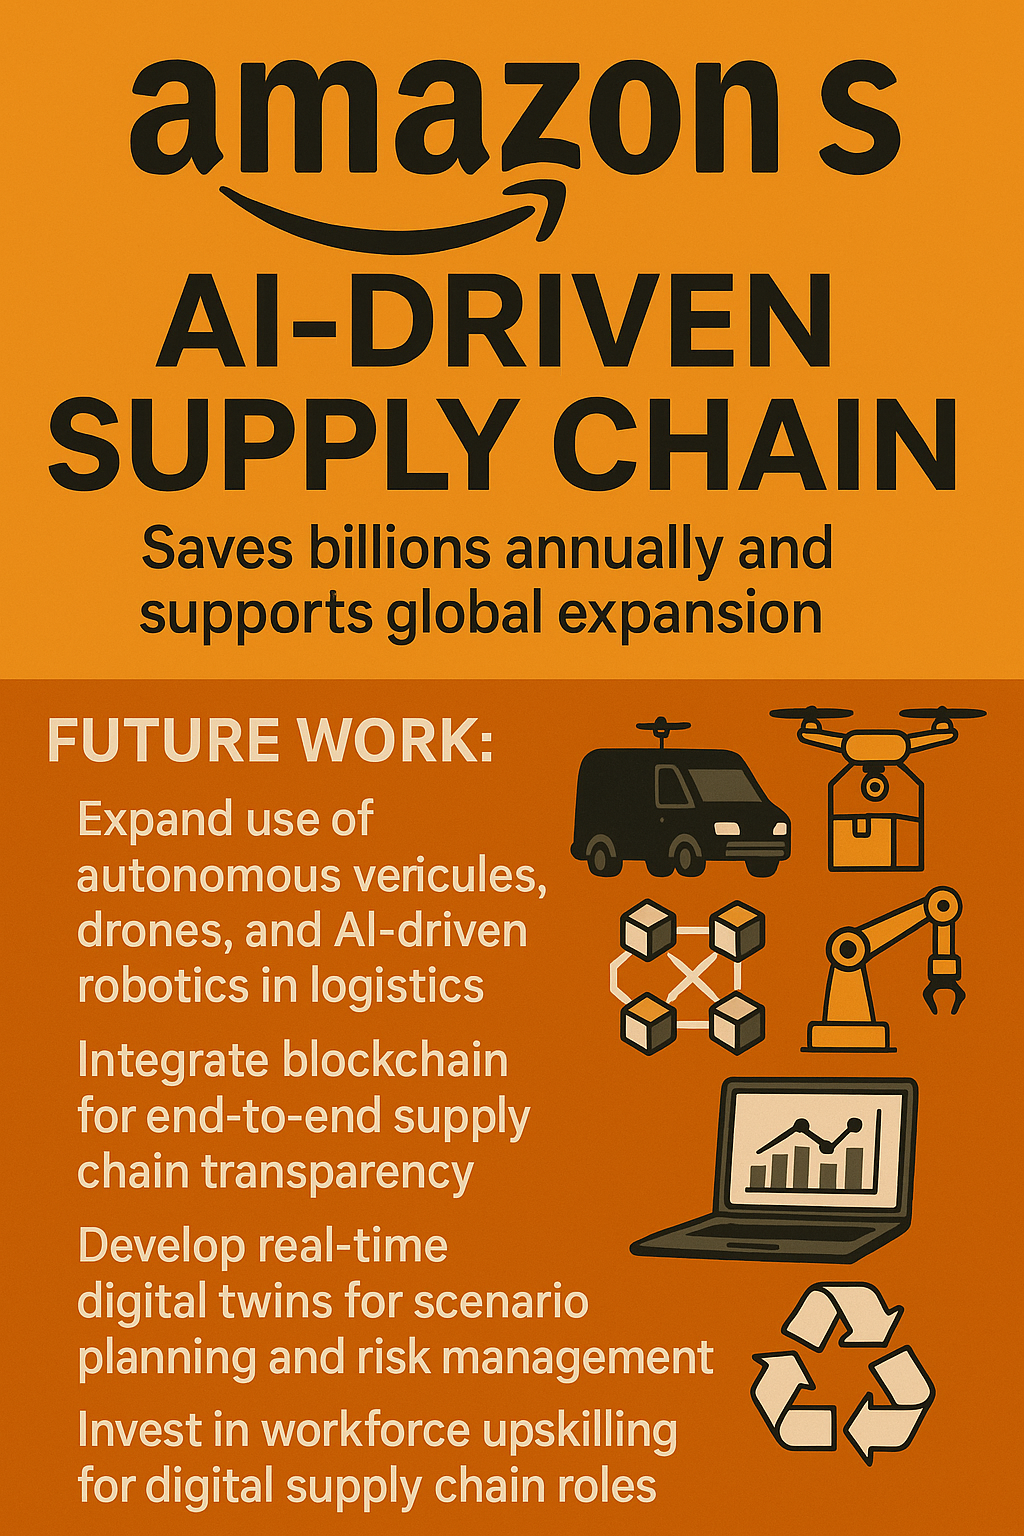 amazon s
AI-DRIVEN
SUPPLY CHAIN
Saves billions annually and
supports global expansion
FUTURE WORK:
Expand use of
autonomous vericules,
drones, and AI-driven
robotics in logistics
Integrate blockchain
for end-to-end supply
chain transparency
Develop real-time
digital twins for scenario
planning and risk management
Invest in workforce upskilling
for digital supply chain roles